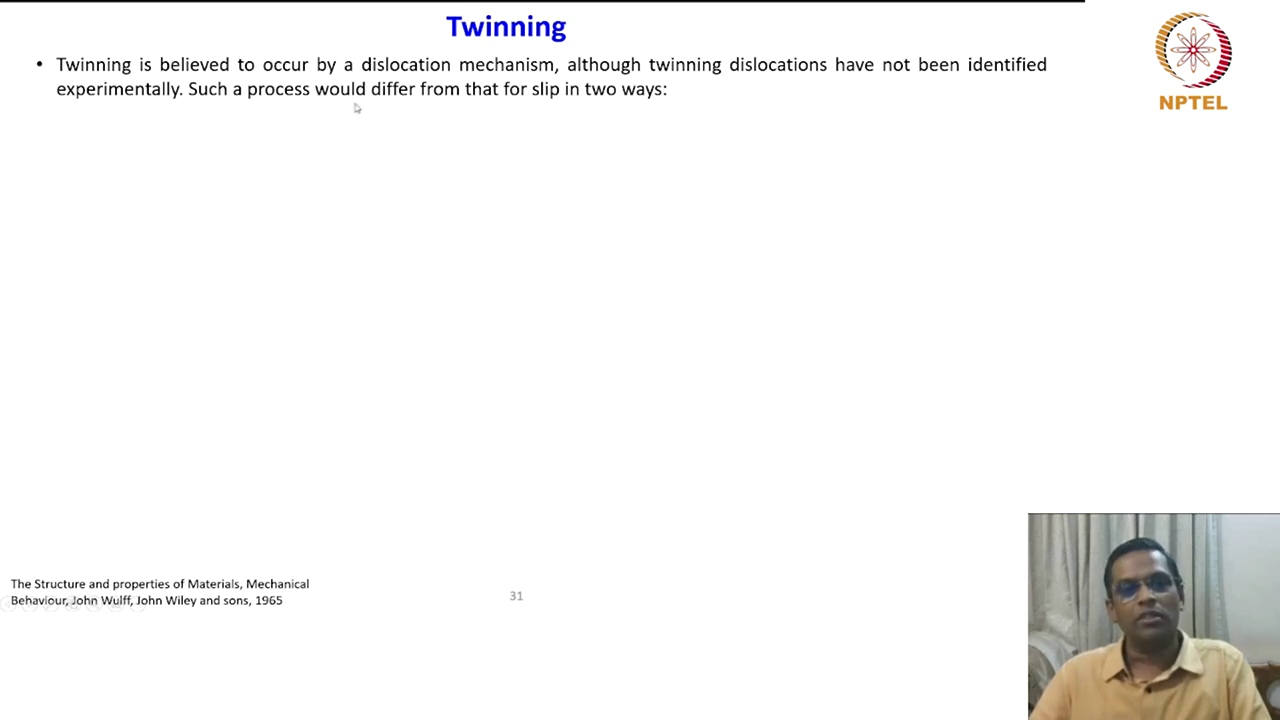 Twinning
• Twinning is believed to occur by a dislocation mechanism, although twinning dislocations have not been identified
experimentally. Such a process would differ from that for slip in two ways:
NPTEL
The Structure and properties of Materials, Mechanical
Behaviour, John Wulff, John Wiley and sons, 1965
31